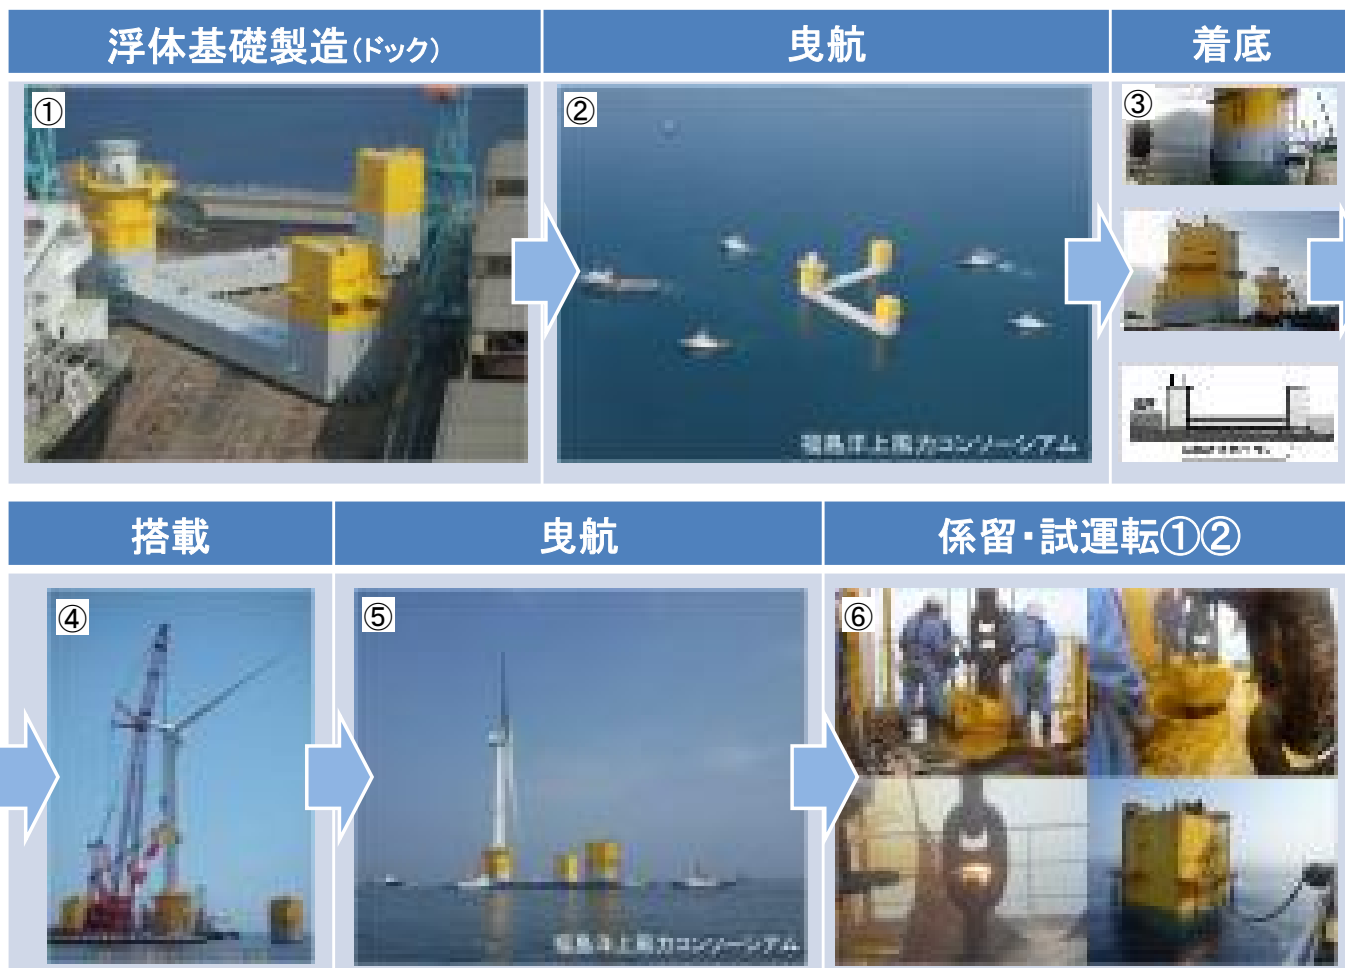 浮体基礎製造(ドック)
曳航
着底
①
②
③
福島洋上風力コンソーシアム
搭載
曳航
係留・試運転①②
④
⑤
⑥
福島洋上風力コンソーシアム